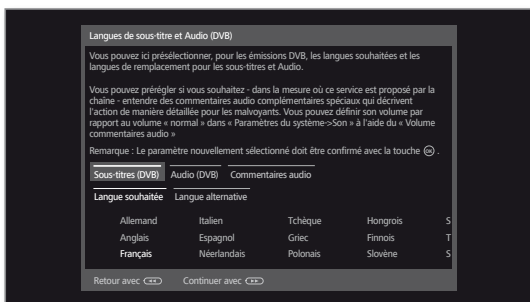 Langues de sous-titre et Audio (DVB)
Vous pouvez ici présélectionner, pour les émissions DVB, les langues souhaitées et les
langues de remplacement pour les sous-titres et Audio.
Vous pouvez prérégler si vous souhaitez - dans la mesure où ce service est proposé par la
chaîne - entendre des commentaires audio complémentaires spéciaux qui décrivent
l'action de manière détaillée pour les malvoyants. Vous pouvez définir son volume par
rapport au volume « normal » dans « Paramètres du système->Son » à l'aide du « Volume
commentaires audio »
Remarque : Le paramètre nouvellement sélectionné doit être confirmé avec la touche OK .
Sous-titres (DVB) Audio (DVB) Commentaires audio
Langue souhaitée Langue alternative
Allemand Italien Tchèque Hongrois S
Anglais Espagnol Griec Finnois T
Français Néerlandais Polonais Slovène S
Retour avec Continuer avec